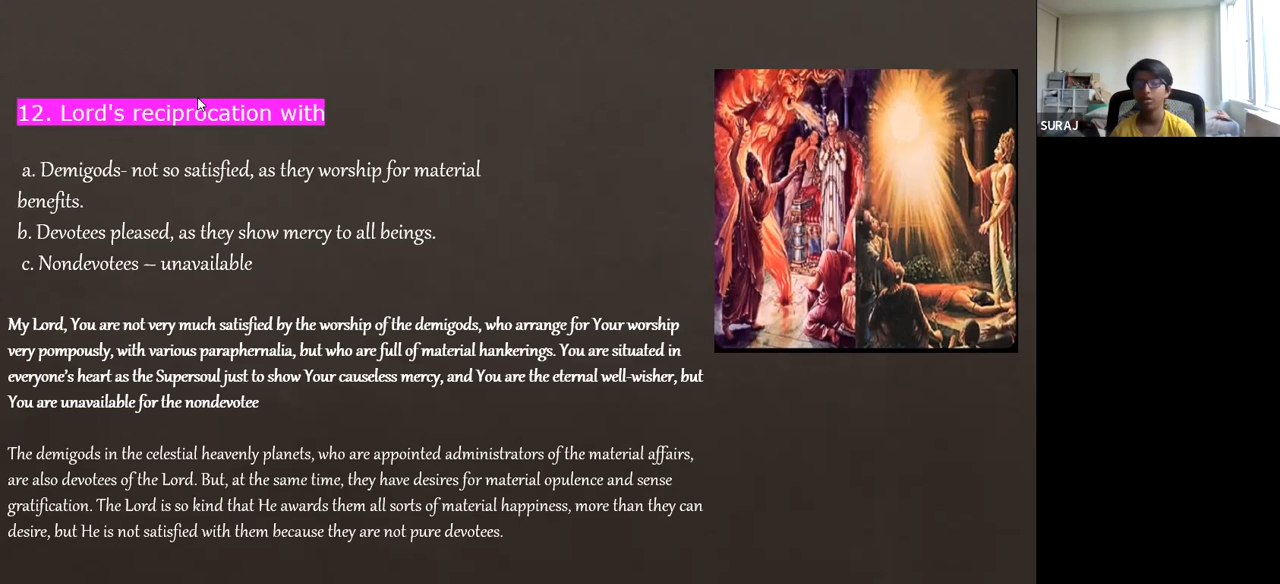 12. Lord's reciprocation with
a. Demigods- not so satisfied, as they worship for material
benefits.
b. Devotees pleased, as they show mercy to all beings.
c. Nondevotees – unavailable
My Lord, You are not very much satisfied by the worship of the demigods, who arrange for Your worship
very pompously, with various paraphernalia, but who are full of material hankerings. You are situated in
everyone's heart as the Supersoul just to show Your causeless mercy, and You are the eternal well-wisher, but
You are unavailable for the nondevotee
The demigods in the celestial heavenly planets, who are appointed administrators of the material affairs,
are also devotees of the Lord. But, at the same time, they have desires for material opulence and sense
gratification. The Lord is so kind that He awards them all sorts of material happiness, more than they can
desire, but He is not satisfied with them because they are not pure devotees.
SURAJ